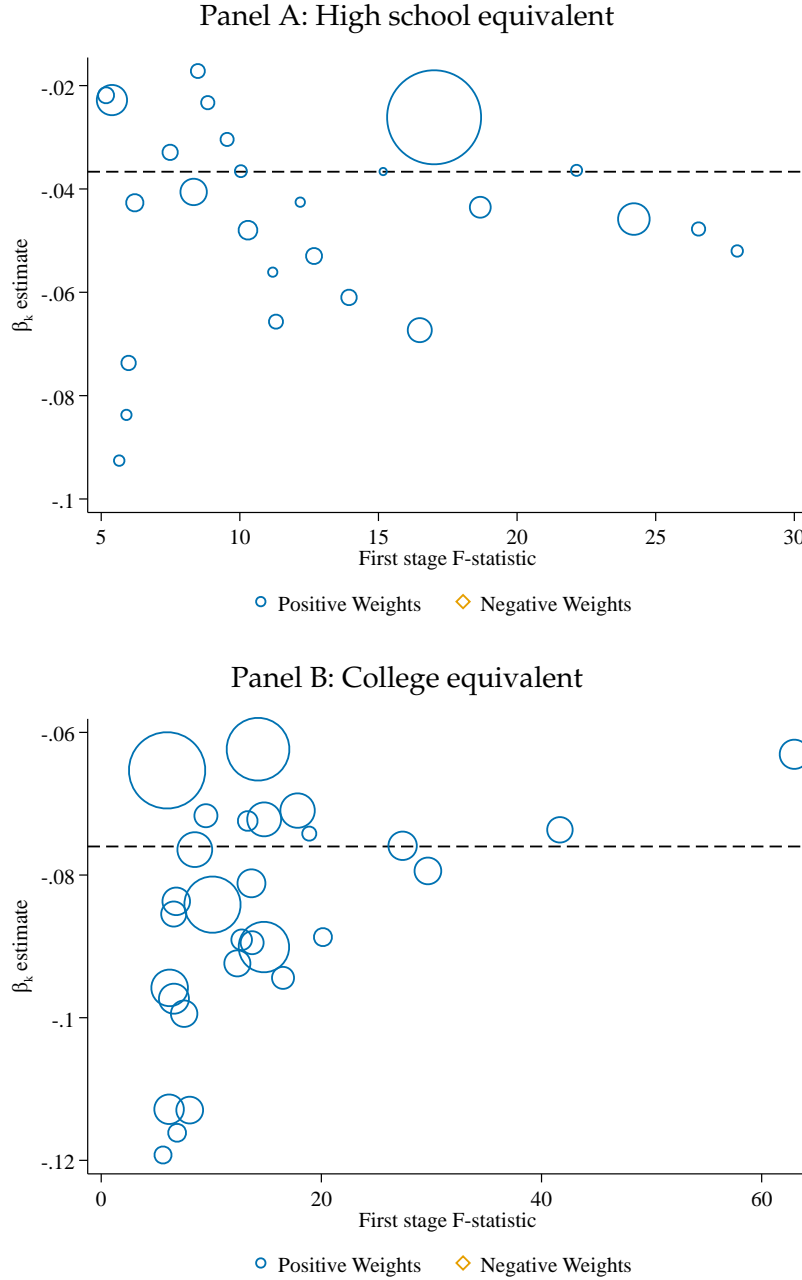 Panel A: High school equivalent
-.02
-.04
-.06
-.08
-.1
βk estimate
5 10 15 20 25 30
First stage F-statistic
Positive Weights Negative Weights
Panel B: College equivalent
-.06
-.08
-.1
-.12
βk estimate
0 20 40 60
First stage F-statistic
Positive Weights Negative Weights